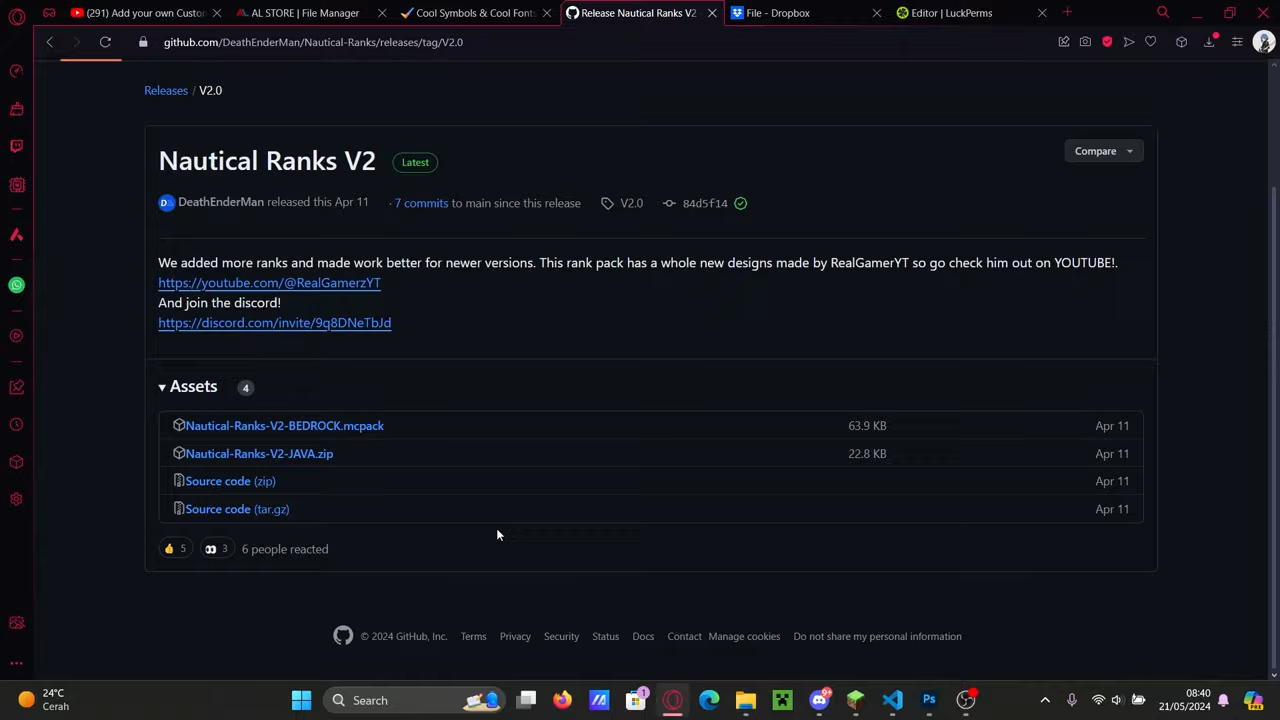 (291) Add your own Custo
AL STORE | File Manager
Cool Symbols & Cool Fonts
Release Nautical Ranks V2
File - Dropbox
Editor | LuckPerms
github.com/DeathEnderMan/Nautical-Ranks/releases/tag/V2.0
Releases / V2.0
Nautical Ranks V2 Latest
Compare
DeathEnderMan released this Apr 11 · 7 commits to main since this release V2.0 84d5f14
We added more ranks and made work better for newer versions. This rank pack has a whole new designs made by RealGamerYT so go check him out on YOUTUBE!.
https://youtube.com/@RealGamerzYT
And join the discord!
https://discord.com/invite/9q8DNeTbJd
Assets 4
Nautical-Ranks-V2-BEDROCK.mcpack 63.9 KB Apr 11
Nautical-Ranks-V2-JAVA.zip 22.8 KB Apr 11
Source code (zip) Apr 11
Source code (tar.gz) Apr 11
👍 5 👀 3 6 people reacted
© 2024 GitHub, Inc. Terms Privacy Security Status Docs Contact Manage cookies Do not share my personal information
24°C
Cerah
Search
08:40
21/05/2024